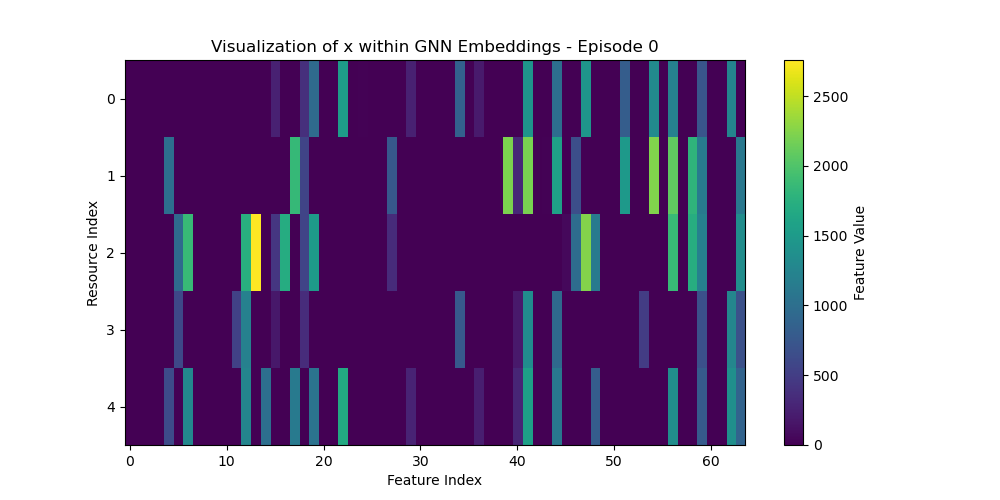 Visualization of x within GNN Embeddings - Episode 0
Resource Index
0
1
2
3
4
0 10 20 30 40 50 60
Feature Index
2500
2000
1500
1000
500
0
Feature Value